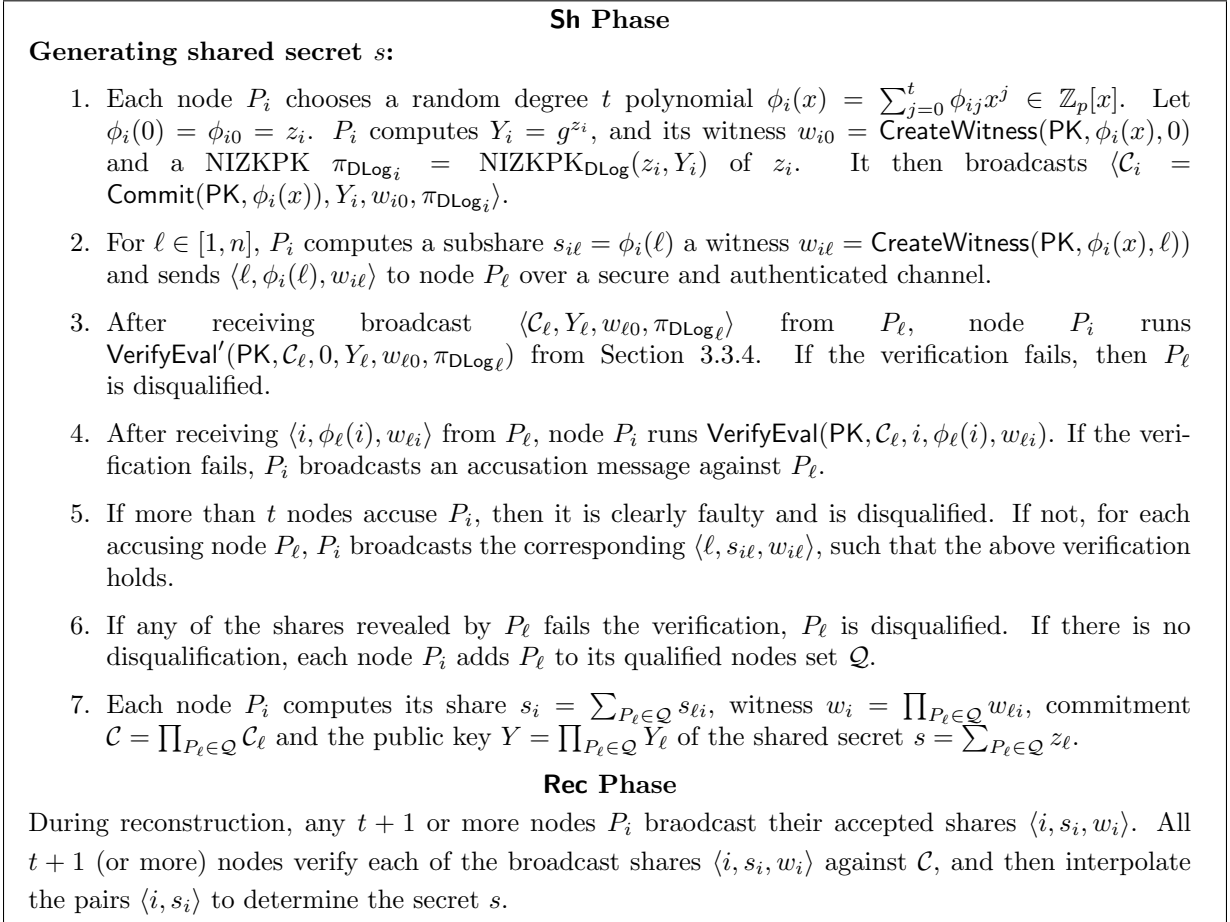 Sh Phase
Generating shared secret s:
1. Each node P_i chooses a random degree t polynomial ϕ_i(x) = ∑_{j=0}^{t} ϕ_{ij}x^j ∈ ℤ_p[x]. Let
ϕ_i(0) = ϕ_{i0} = z_i. P_i computes Y_i = g^{z_i}, and its witness w_{i0} = CreateWitness(PK, ϕ_i(x), 0)
and a NIZKPK π_{DLog_i} = NIZKPK_{DLog}(z_i, Y_i) of z_i. It then broadcasts ⟨𝒞_i =
Commit(PK, ϕ_i(x)), Y_i, w_{i0}, π_{DLog_i}⟩.
2. For ℓ ∈ [1, n], P_i computes a subshare s_{iℓ} = ϕ_i(ℓ) a witness w_{iℓ} = CreateWitness(PK, ϕ_i(x), ℓ))
and sends ⟨ℓ, ϕ_i(ℓ), w_{iℓ}⟩ to node P_ℓ over a secure and authenticated channel.
3. After receiving broadcast ⟨𝒞_ℓ, Y_ℓ, w_{ℓ0}, π_{DLog_ℓ}⟩ from P_ℓ, node P_i runs
VerifyEval′(PK, 𝒞_ℓ, 0, Y_ℓ, w_{ℓ0}, π_{DLog_ℓ}) from Section 3.3.4. If the verification fails, then P_ℓ
is disqualified.
4. After receiving ⟨i, ϕ_ℓ(i), w_{ℓi}⟩ from P_ℓ, node P_i runs VerifyEval(PK, 𝒞_ℓ, i, ϕ_ℓ(i), w_{ℓi}). If the veri-
fication fails, P_i broadcasts an accusation message against P_ℓ.
5. If more than t nodes accuse P_i, then it is clearly faulty and is disqualified. If not, for each
accusing node P_ℓ, P_i broadcasts the corresponding ⟨ℓ, s_{iℓ}, w_{iℓ}⟩, such that the above verification
holds.
6. If any of the shares revealed by P_ℓ fails the verification, P_ℓ is disqualified. If there is no
disqualification, each node P_i adds P_ℓ to its qualified nodes set 𝒬.
7. Each node P_i computes its share s_i = ∑_{P_ℓ∈𝒬} s_{ℓi}, witness w_i = ∏_{P_ℓ∈𝒬} w_{ℓi}, commitment
𝒞 = ∏_{P_ℓ∈𝒬} 𝒞_ℓ and the public key Y = ∏_{P_ℓ∈𝒬} Y_ℓ of the shared secret s = ∑_{P_ℓ∈𝒬} z_ℓ.
Rec Phase
During reconstruction, any t + 1 or more nodes P_i braodcast their accepted shares ⟨i, s_i, w_i⟩. All
t + 1 (or more) nodes verify each of the broadcast shares ⟨i, s_i, w_i⟩ against 𝒞, and then interpolate
the pairs ⟨i, s_i⟩ to determine the secret s.